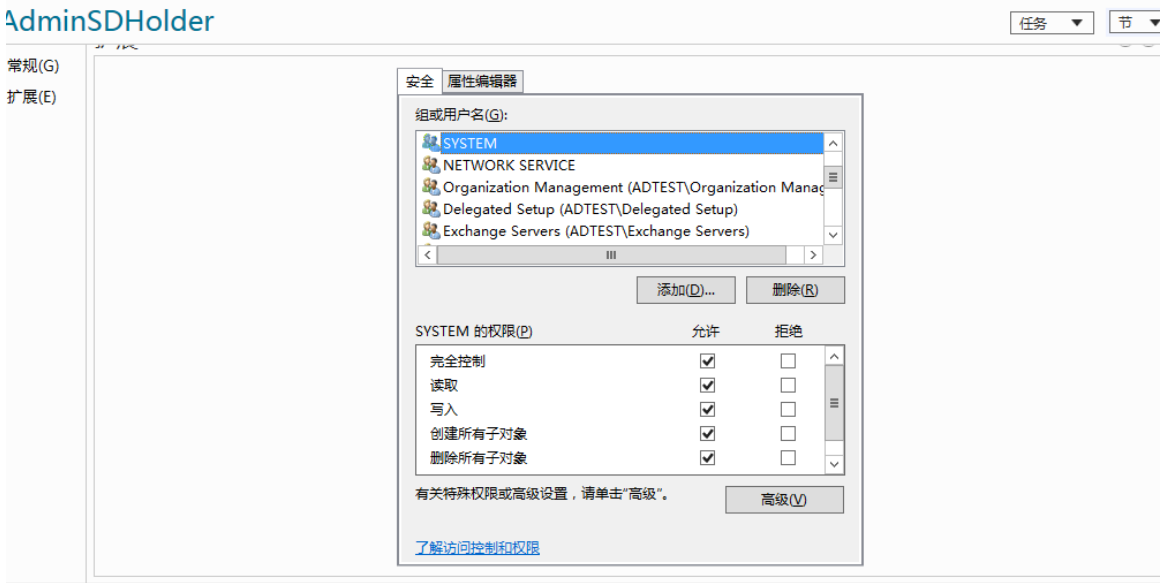 AdminSDHolder
任务
节
常规(G)
扩展(E)
安全
属性编辑器
组或用户名(G):
SYSTEM
NETWORK SERVICE
Organization Management (ADTEST\Organization Manag
Delegated Setup (ADTEST\Delegated Setup)
Exchange Servers (ADTEST\Exchange Servers)
添加(D)...
删除(R)
SYSTEM 的权限(P)
允许
拒绝
完全控制
读取
写入
创建所有子对象
删除所有子对象
有关特殊权限或高级设置，请单击“高级”。
高级(V)
了解访问控制和权限